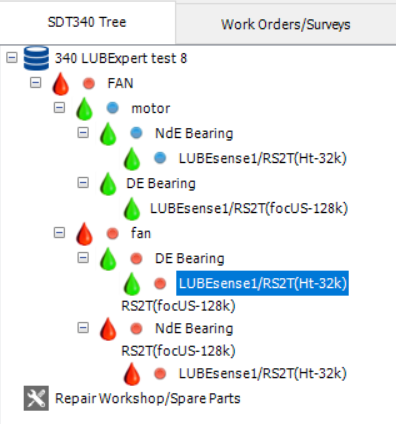 SDT340 Tree
Work Orders/Surveys
340 LUBExpert test 8
FAN
motor
NdE Bearing
LUBEsense1/RS2T(Ht-32k)
DE Bearing
LUBEsense1/RS2T(focUS-128k)
fan
DE Bearing
LUBEsense1/RS2T(Ht-32k)
RS2T(focUS-128k)
NdE Bearing
RS2T(focUS-128k)
LUBEsense1/RS2T(Ht-32k)
Repair Workshop/Spare Parts